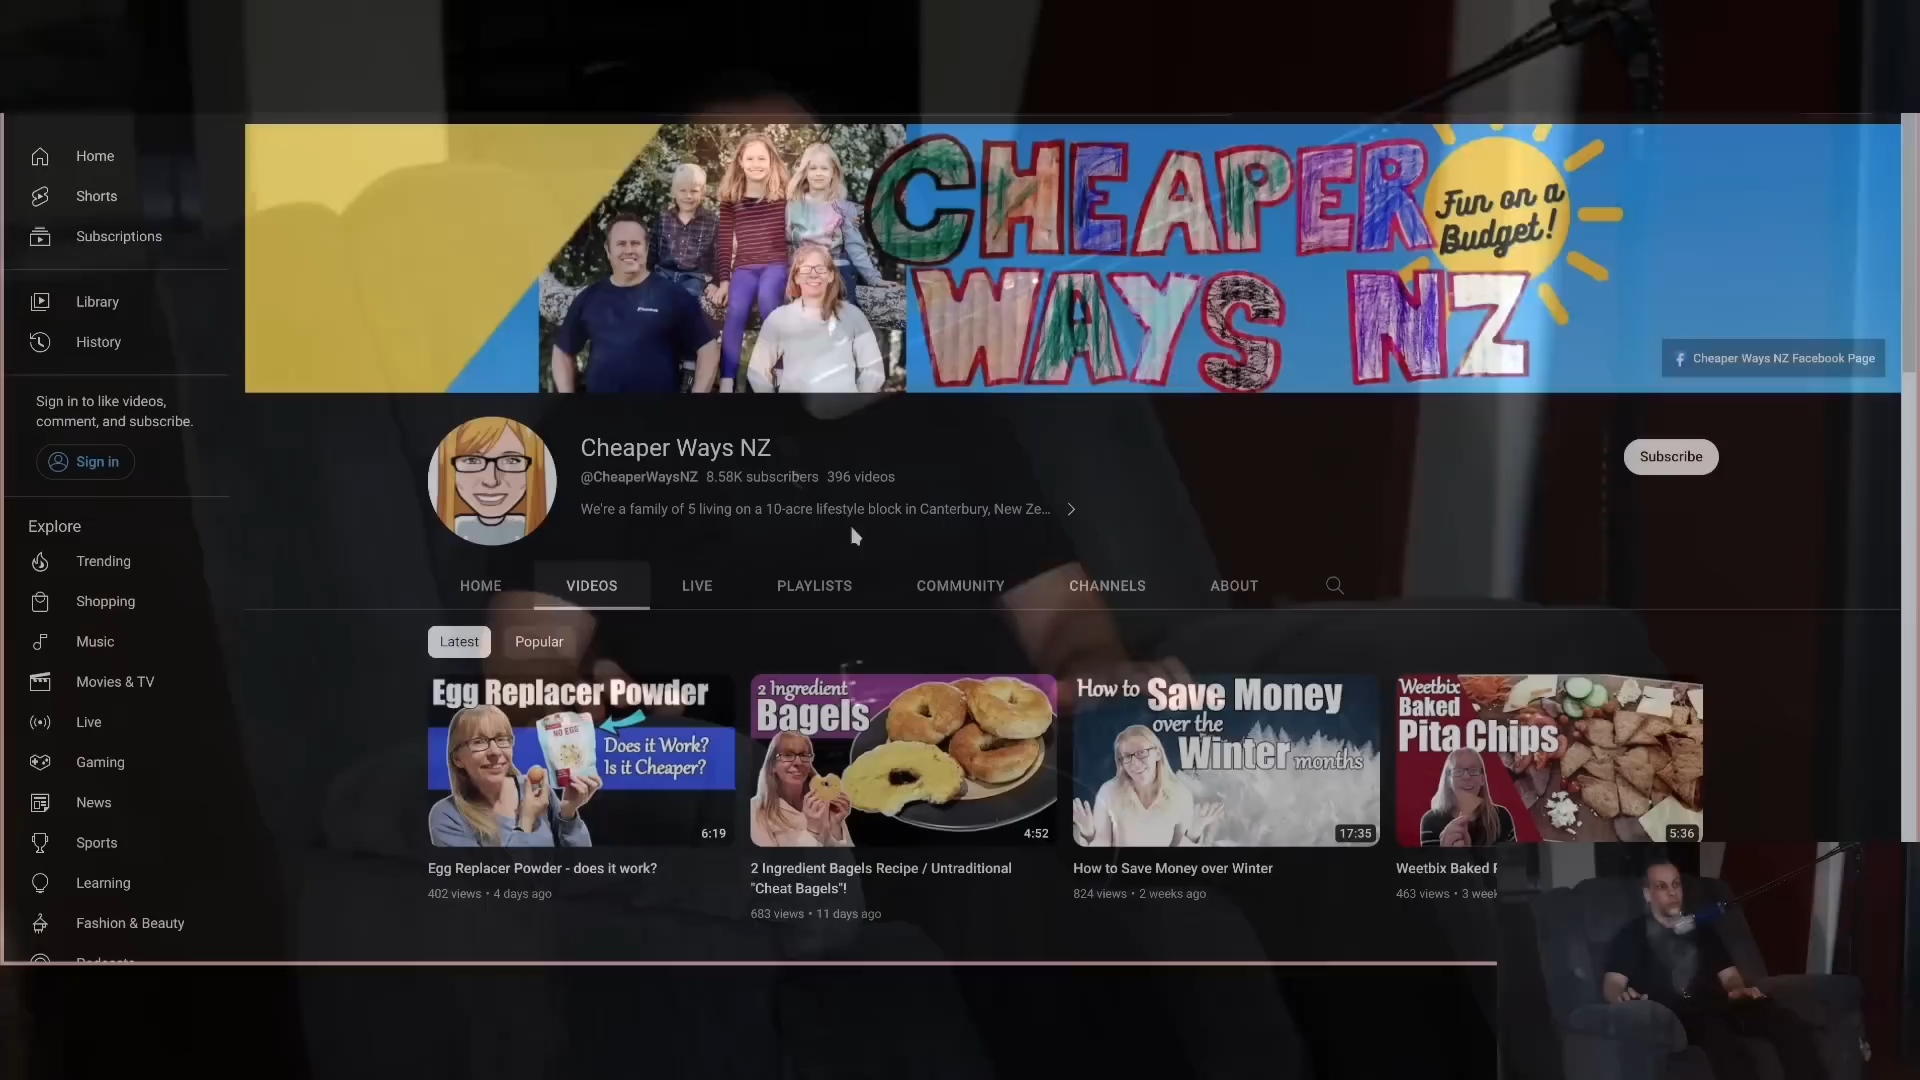 Home
Shorts
Subscriptions
Library
History
Sign in to like videos,
comment, and subscribe.
Sign in
Explore
Trending
Shopping
Music
Movies & TV
Live
Gaming
News
Sports
Learning
Fashion & Beauty
Podcasts
CHEAPER
WAYS NZ
Fun on a
Budget!
Cheaper Ways NZ Facebook Page
Cheaper Ways NZ
@CheaperWaysNZ 8.58K subscribers 396 videos
We're a family of 5 living on a 10-acre lifestyle block in Canterbury, New Ze...
Subscribe
HOME VIDEOS LIVE PLAYLISTS COMMUNITY CHANNELS ABOUT
Latest Popular
Egg Replacer Powder
NO EGG
Does it Work?
Is it Cheaper?
6:19
Egg Replacer Powder - does it work?
402 views • 4 days ago
2 Ingredient
Bagels
4:52
2 Ingredient Bagels Recipe / Untraditional
"Cheat Bagels"!
683 views • 11 days ago
How to Save Money
over the
Winter months
17:35
How to Save Money over Winter
824 views • 2 weeks ago
Weetbix
Baked
Pita Chips
5:36
Weetbix Baked
463 views • 3 week